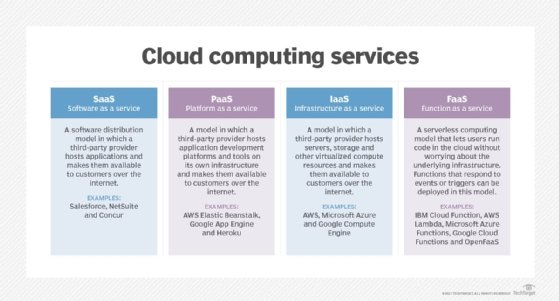 Cloud computing services
SaaS
Software as a service
A software distribution
model in which a
third-party provider
hosts applications and
makes them available
to customers over the
internet.
EXAMPLES:
Salesforce, NetSuite
and Concur
PaaS
Platform as a service
A model in which a
third-party provider hosts
application development
platforms and tools on
its own infrastructure
and makes them available
to customers over the
internet.
EXAMPLES:
AWS Elastic Beanstalk,
Google App Engine
and Heroku
IaaS
Infrastructure as a service
A model in which a
third-party provider hosts
servers, storage and
other virtualized compute
resources and makes
them available to
customers over the
internet.
EXAMPLES:
AWS, Microsoft Azure
and Google Compute
Engine
FaaS
Function as a service
A serverless computing
model that lets users run
code in the cloud without
worrying about the
underlying infrastructure.
Functions that respond to
events or triggers can be
deployed in this model.
EXAMPLES:
IBM Cloud Function, AWS
Lambda, Microsoft Azure
Functions, Google Cloud
Functions and OpenFaaS
TechTarget